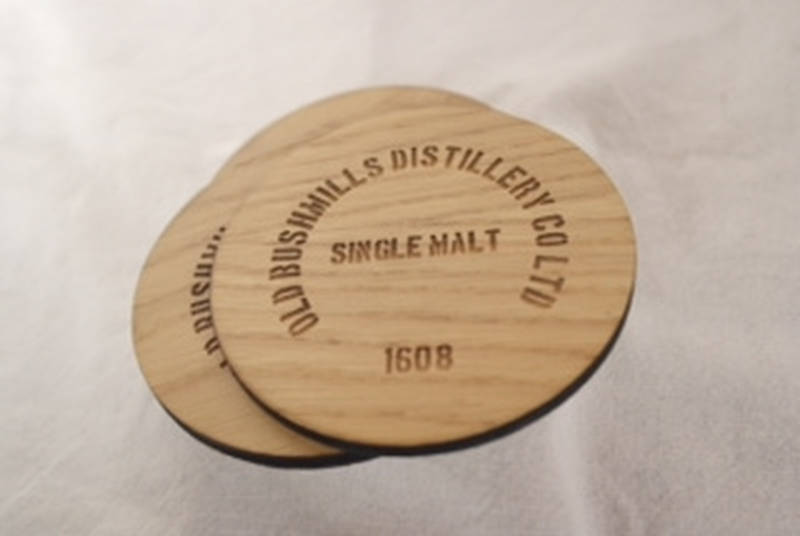 OLD BUSHMILLS DISTILLERY CO LTD
SINGLE MALT
1608